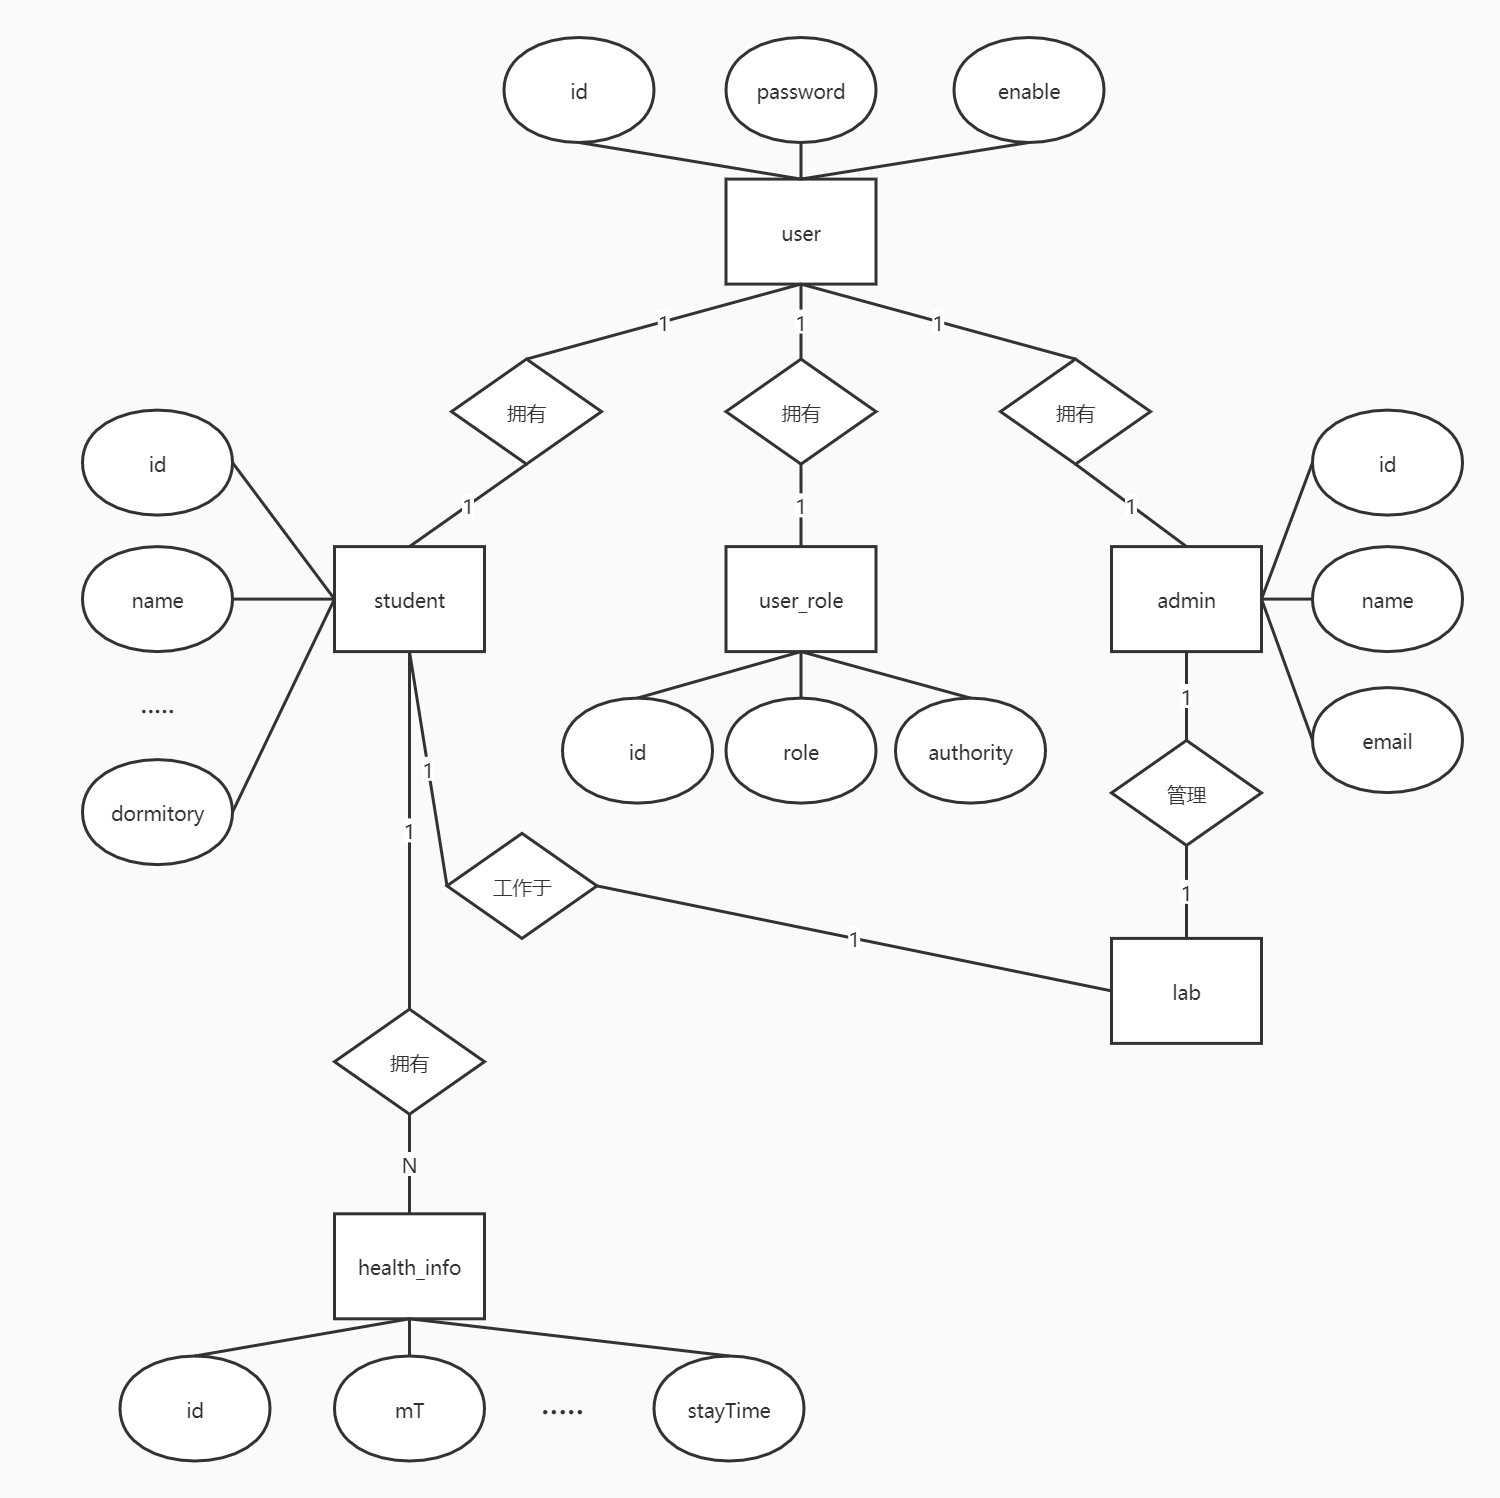 id
password
enable
user
1
1
1
拥有
拥有
拥有
id
id
1
1
1
name
student
user_role
admin
name
.....
1
id
role
authority
email
1
管理
dormitory
1
工作于
1
1
lab
拥有
N
health_info
id
mT
.....
stayTime